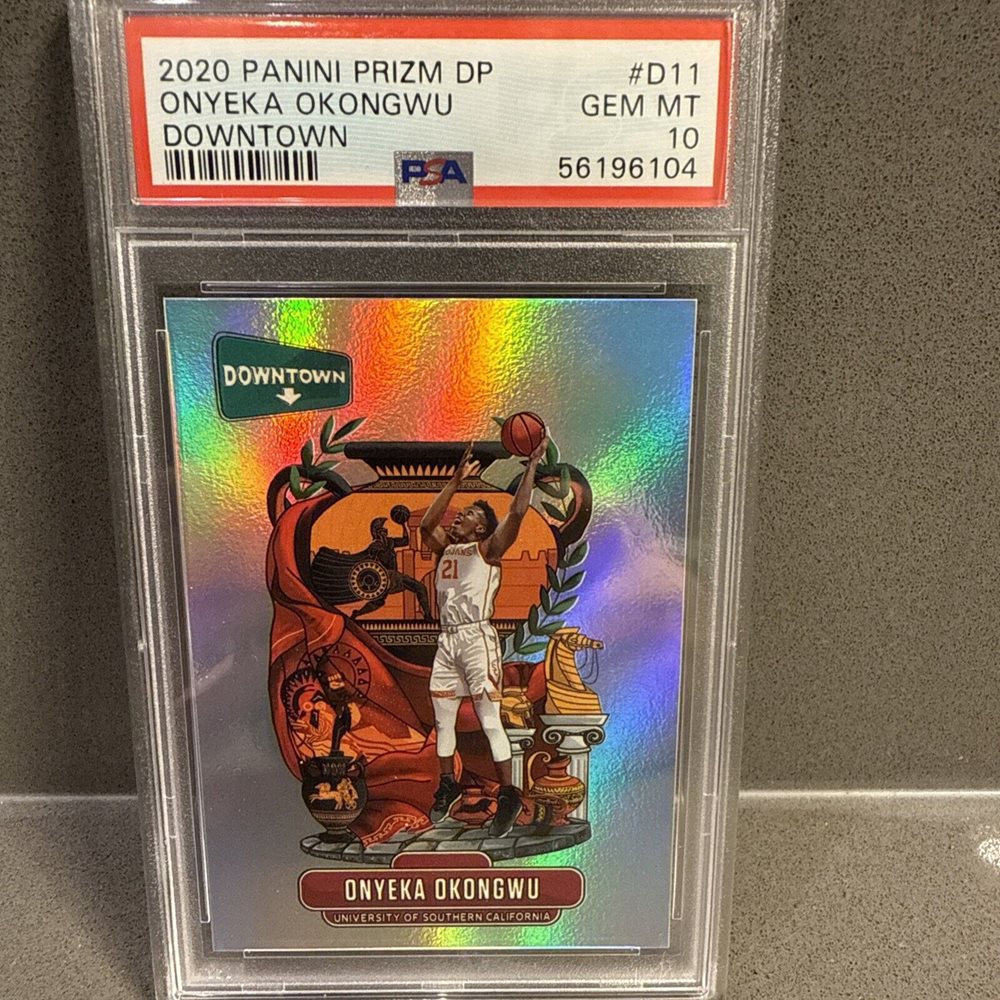 2020 PANINI PRIZM DP #D11
ONYEKA OKONGWU GEM MT
DOWNTOWN 10
PSA 56196104
DOWNTOWN
OJANS
21
ONYEKA OKONGWU
UNIVERSITY OF SOUTHERN CALIFORNIA